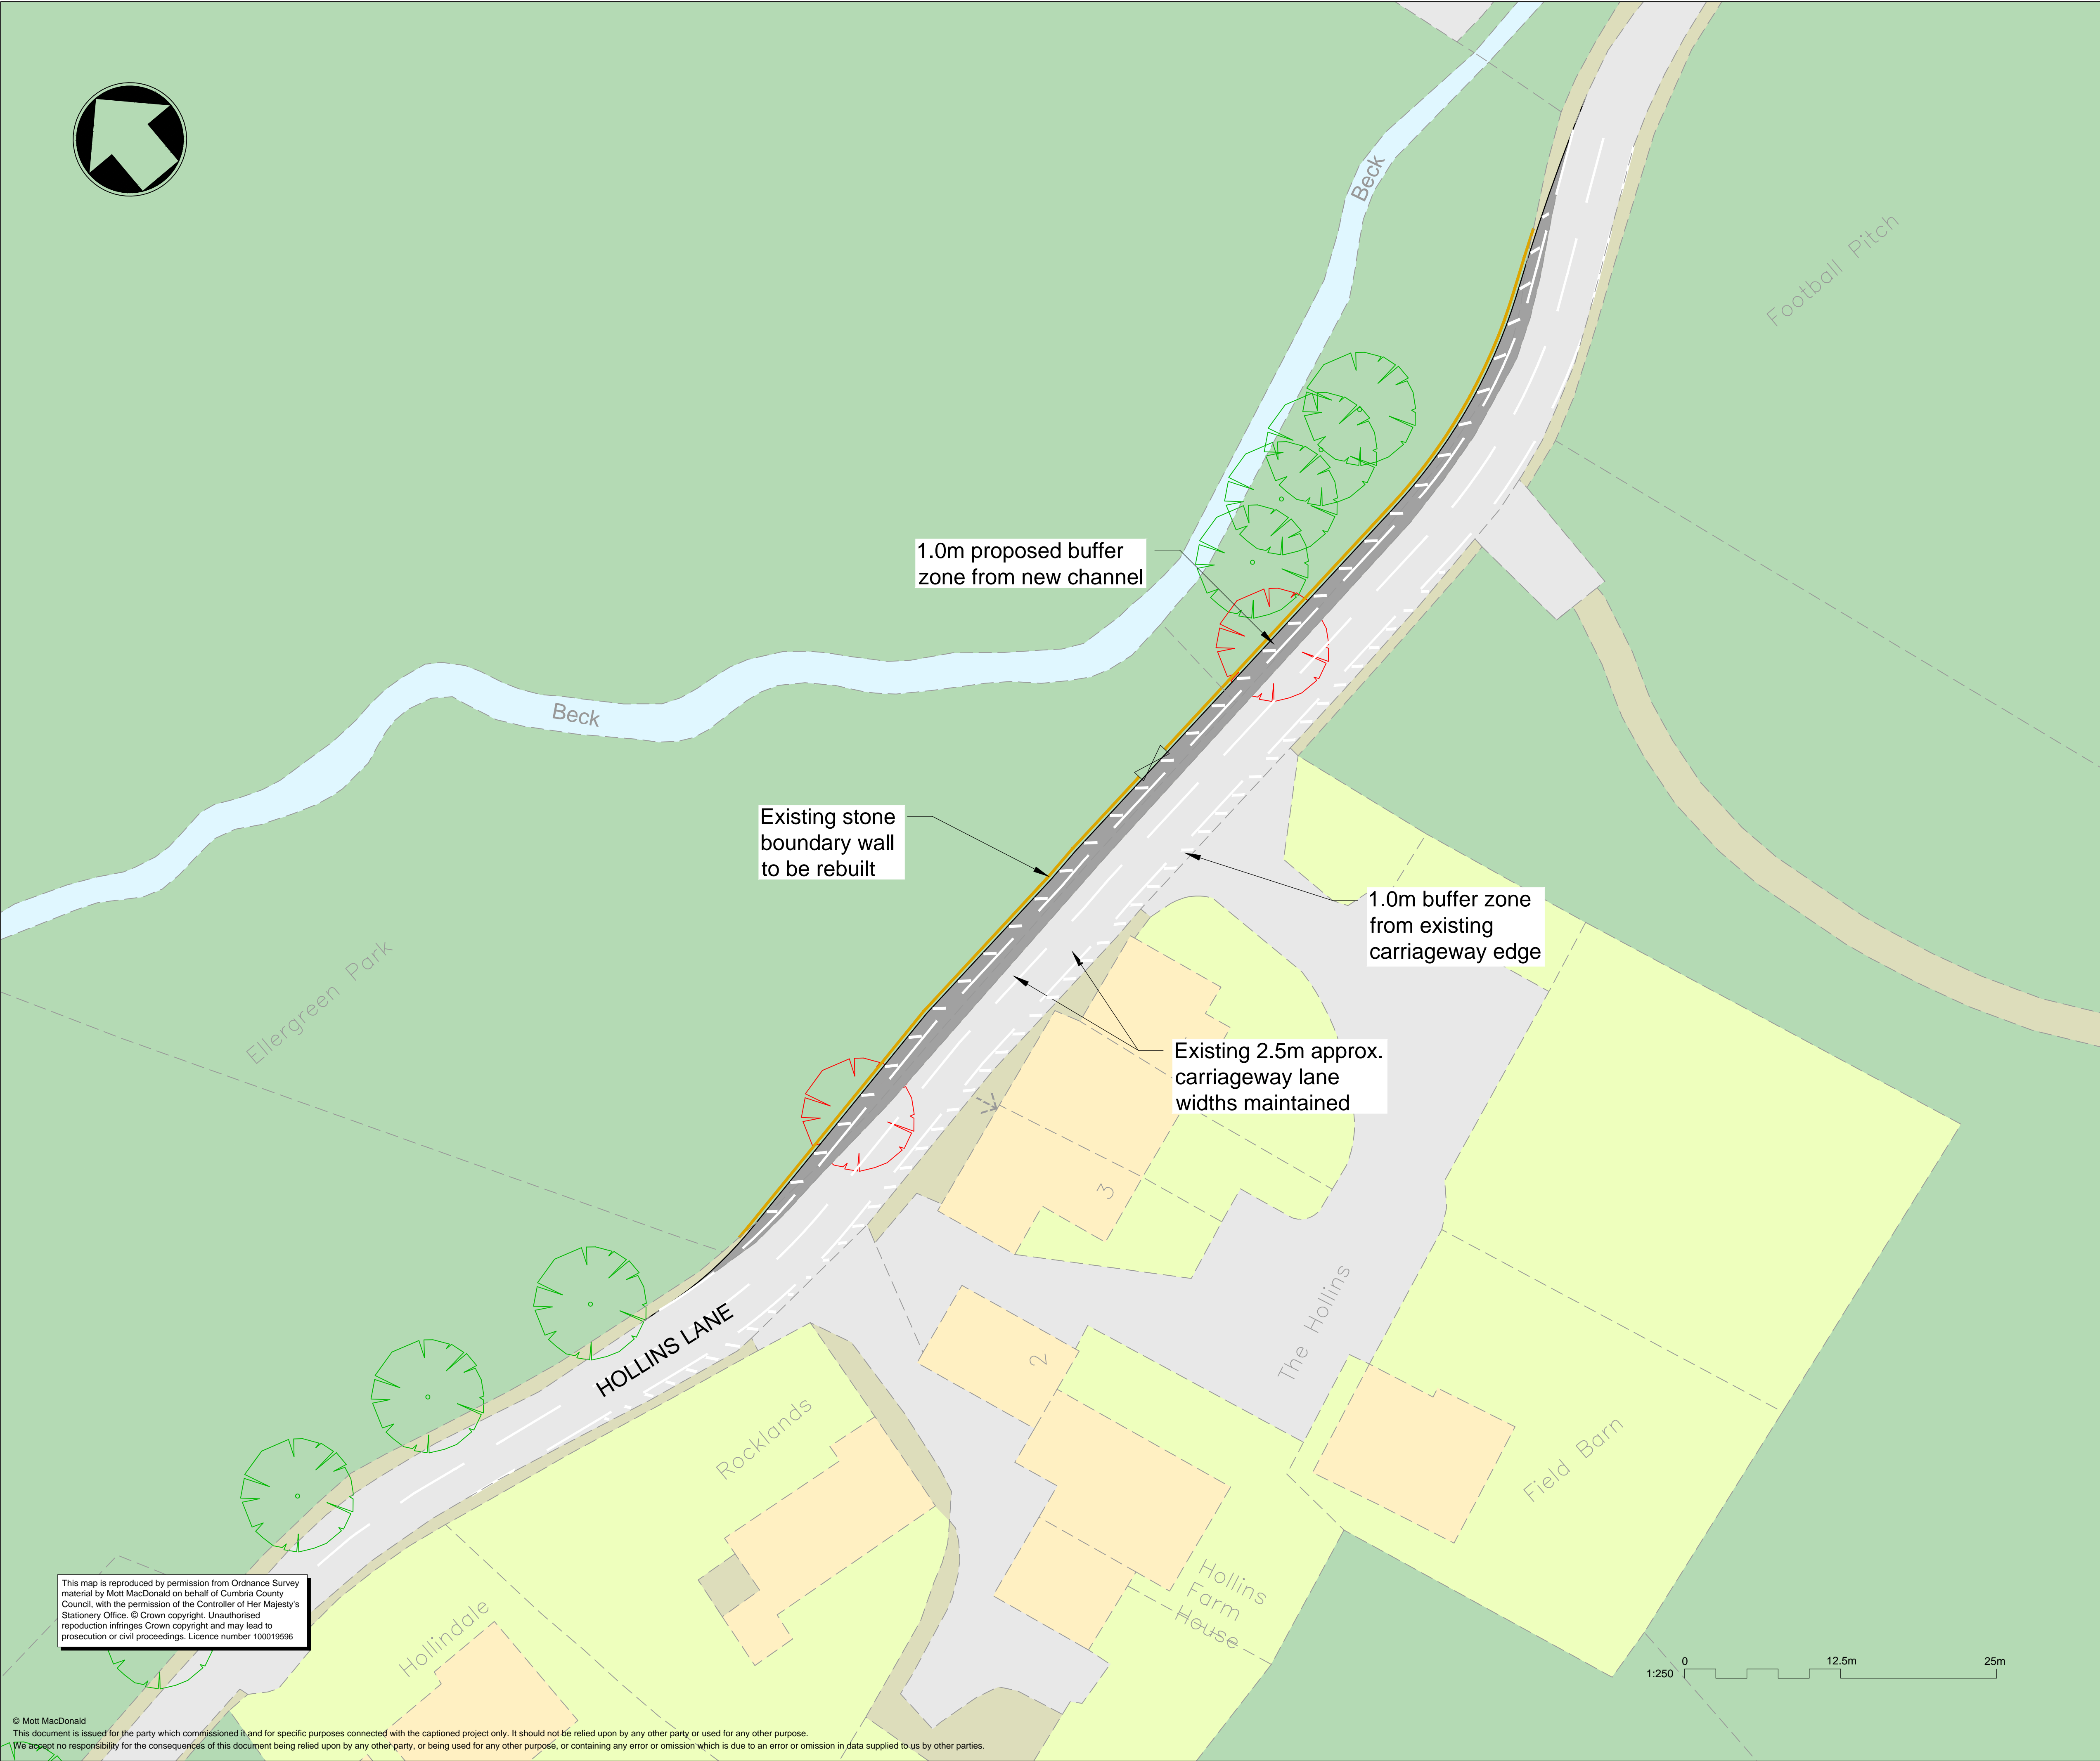 Beck
Football Pitch
1.0m proposed buffer
zone from new channel
Beck
Existing stone
boundary wall
to be rebuilt
1.0m buffer zone
from existing
carriageway edge
Ellergreen Park
Existing 2.5m approx.
carriageway lane
widths maintained
3
HOLLINS LANE
The Hollins
2
Rocklands
Field Barn
Hollins
Farm
House
Hollindale
This map is reproduced by permission from Ordnance Survey
material by Mott MacDonald on behalf of Cumbria County
Council, with the permission of the Controller of Her Majesty's
Stationery Office. © Crown copyright. Unauthorised
repoduction infringes Crown copyright and may lead to
prosecution or civil proceedings. Licence number 100019596
0 12.5m 25m
1:250
© Mott MacDonald
This document is issued for the party which commissioned it and for specific purposes connected with the captioned project only. It should not be relied upon by any other party or used for any other purpose.
We accept no responsibility for the consequences of this document being relied upon by any other party, or being used for any other purpose, or containing any error or omission which is due to an error or omission in data supplied to us by other parties.